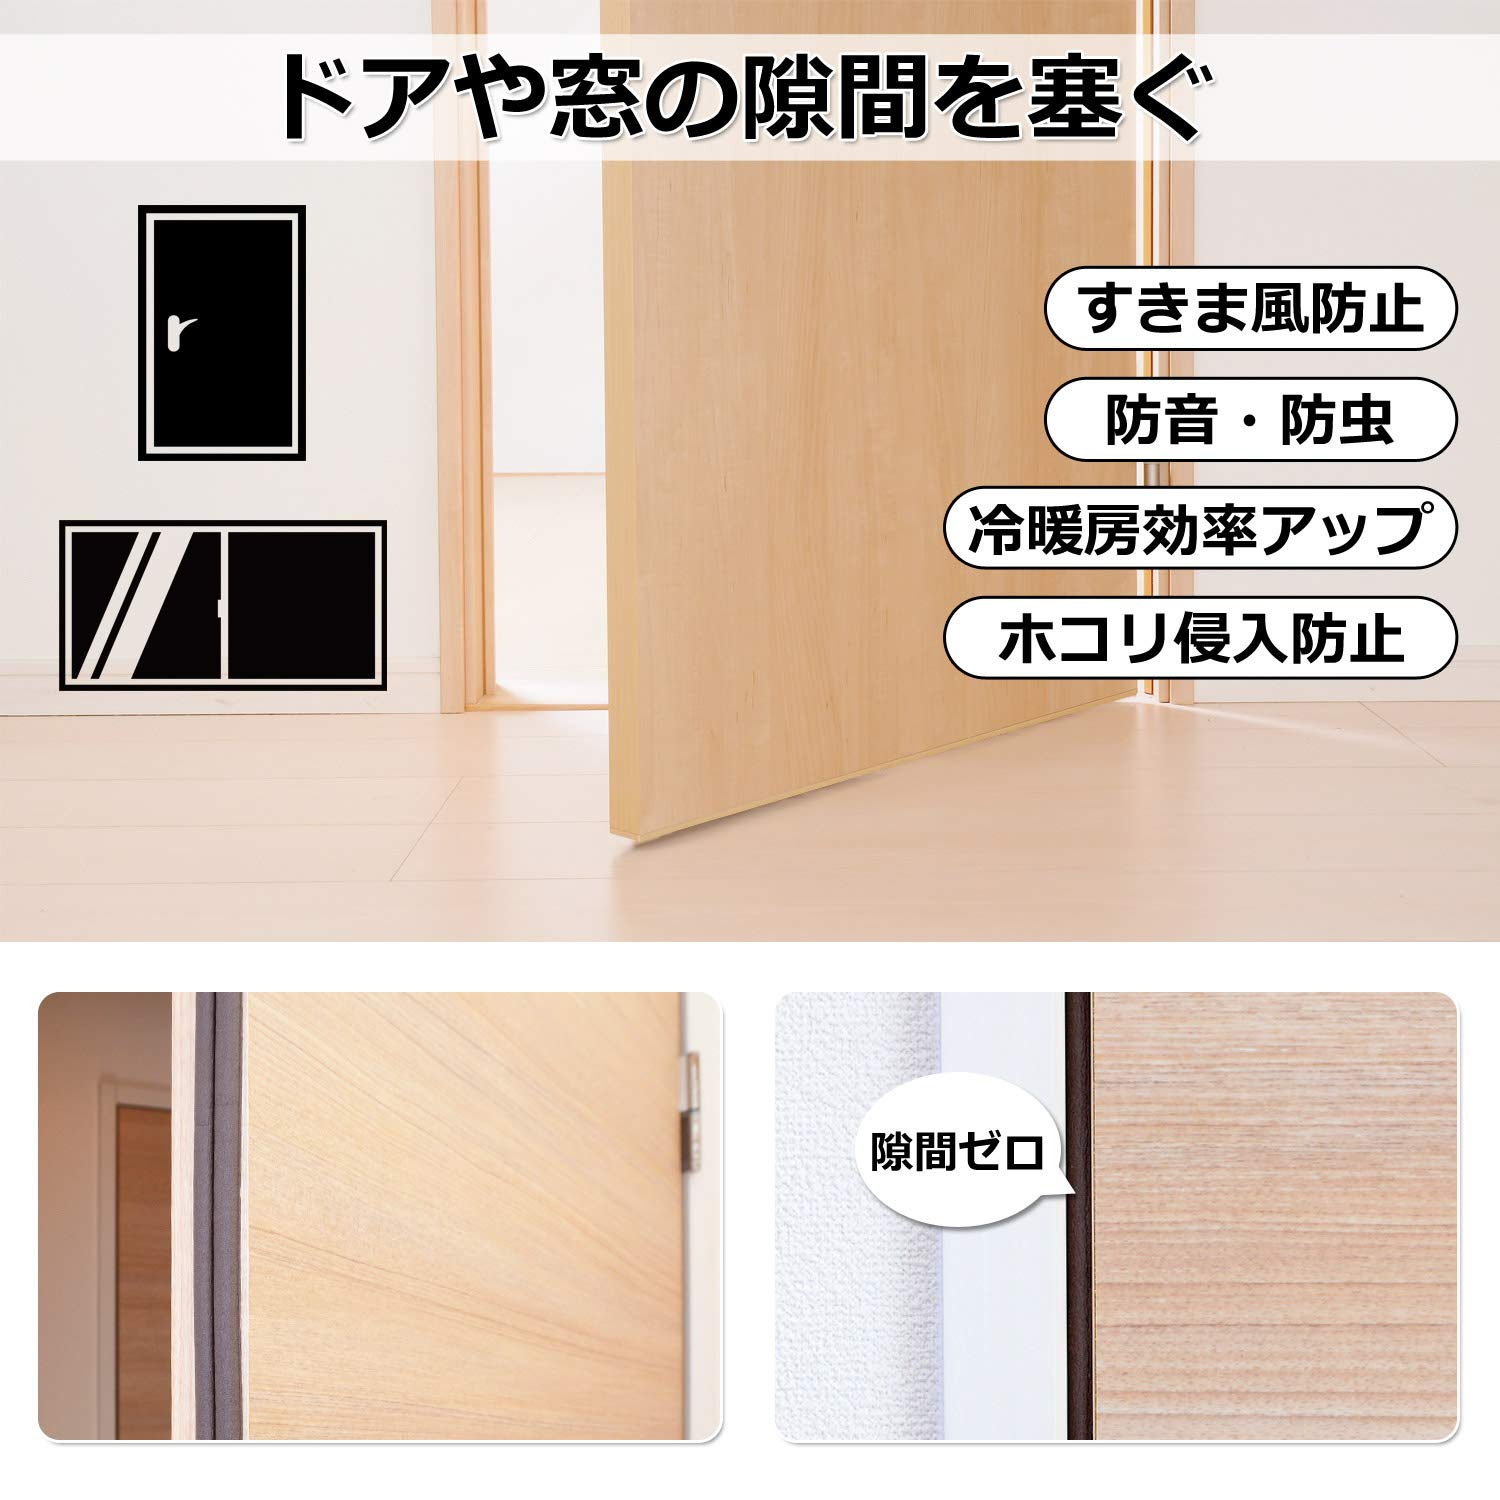 ドアや窓の隙間を塞ぐ
すきま風防止
防音・防虫
冷暖房効率アップ
ホコリ侵入防止
隙間ゼロ